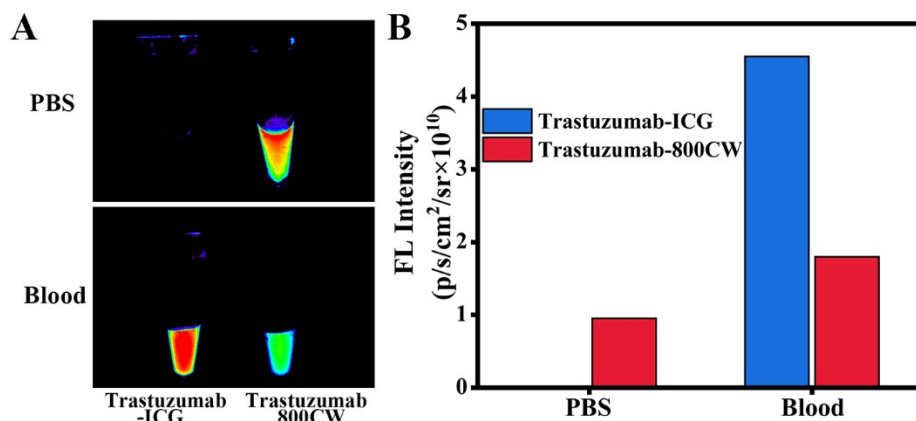 A
PBS
Blood
Trastuzumab
-ICG
Trastuzumab
800CW
B
FL Intensity
(p/s/cm²/sr×10¹⁰)
5
4
3
2
1
0
Trastuzumab-ICG
Trastuzumab-800CW
PBS
Blood